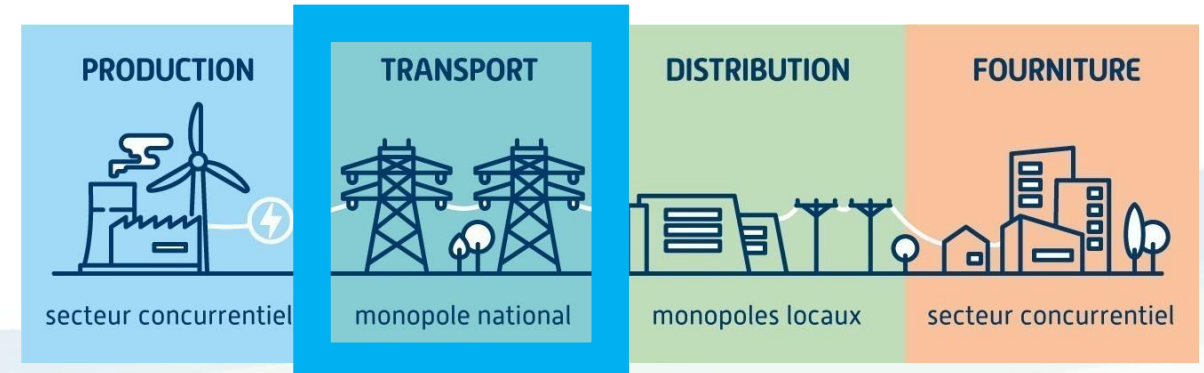 PRODUCTION
TRANSPORT
DISTRIBUTION
FOURNITURE
secteur concurrentiel
monopole national
monopoles locaux
secteur concurrentiel